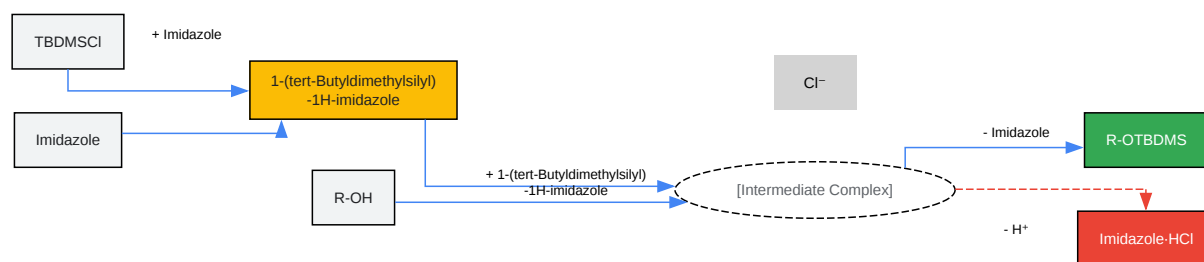 TBDMSCl
+ Imidazole
Imidazole
1-(tert-Butyldimethylsilyl)
-1H-imidazole
R-OH
+ 1-(tert-Butyldimethylsilyl)
-1H-imidazole
Cl⁻
[Intermediate Complex]
- Imidazole
R-OTBDMS
- H⁺
Imidazole·HCl